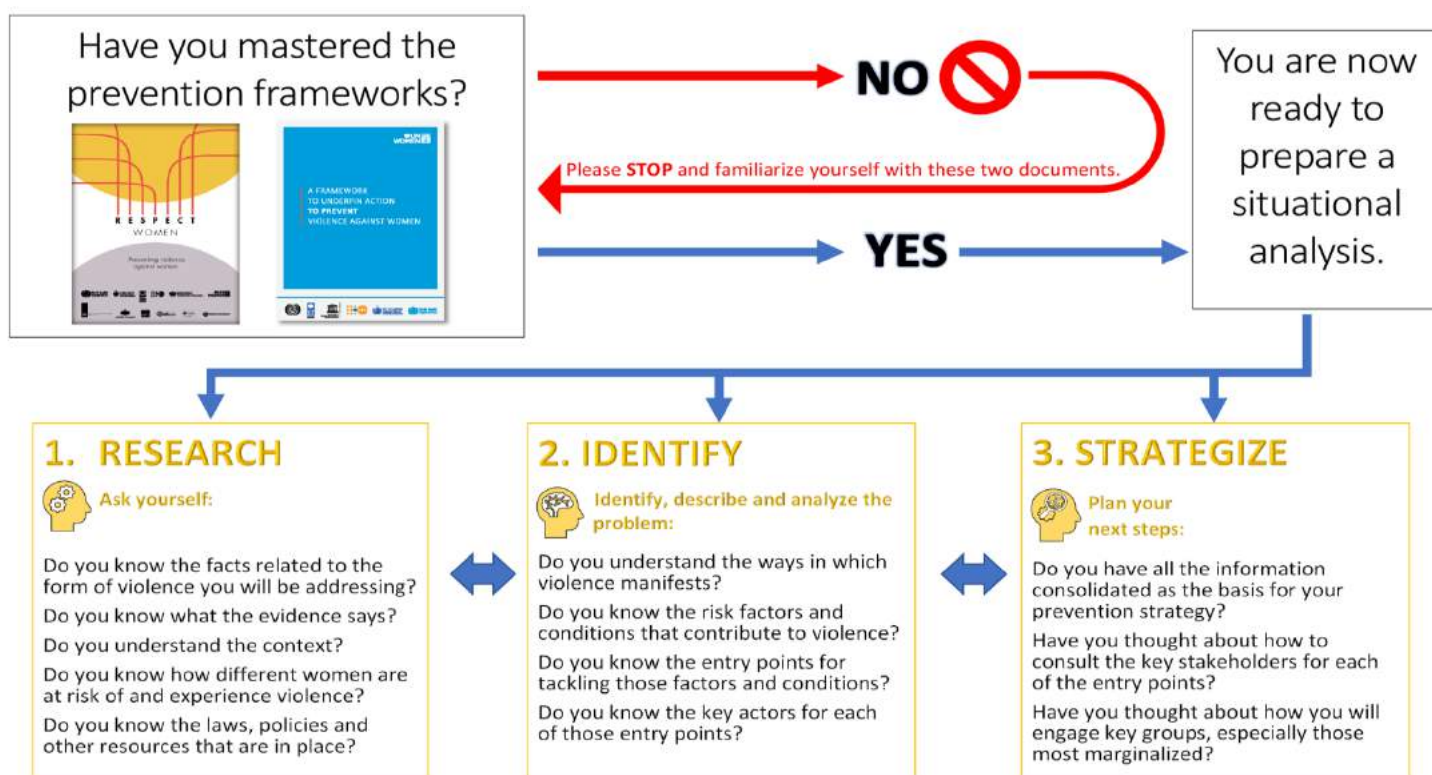 Have you mastered the
prevention frameworks?
RESPECT
WOMEN
Preventing violence
against women
UN
WOMEN
A FRAMEWORK
TO UNDERPIN ACTION
TO PREVENT
VIOLENCE AGAINST WOMEN
NO
Please STOP and familiarize yourself with these two documents.
YES
You are now
ready to
prepare a
situational
analysis.
1. RESEARCH
Ask yourself:
Do you know the facts related to the
form of violence you will be addressing?
Do you know what the evidence says?
Do you understand the context?
Do you know how different women are
at risk of and experience violence?
Do you know the laws, policies and
other resources that are in place?
2. IDENTIFY
Identify, describe and analyze the
problem:
Do you understand the ways in which
violence manifests?
Do you know the risk factors and
conditions that contribute to violence?
Do you know the entry points for
tackling those factors and conditions?
Do you know the key actors for each
of those entry points?
3. STRATEGIZE
Plan your
next steps:
Do you have all the information
consolidated as the basis for your
prevention strategy?
Have you thought about how to
consult the key stakeholders for each
of the entry points?
Have you thought about how you will
engage key groups, especially those
most marginalized?